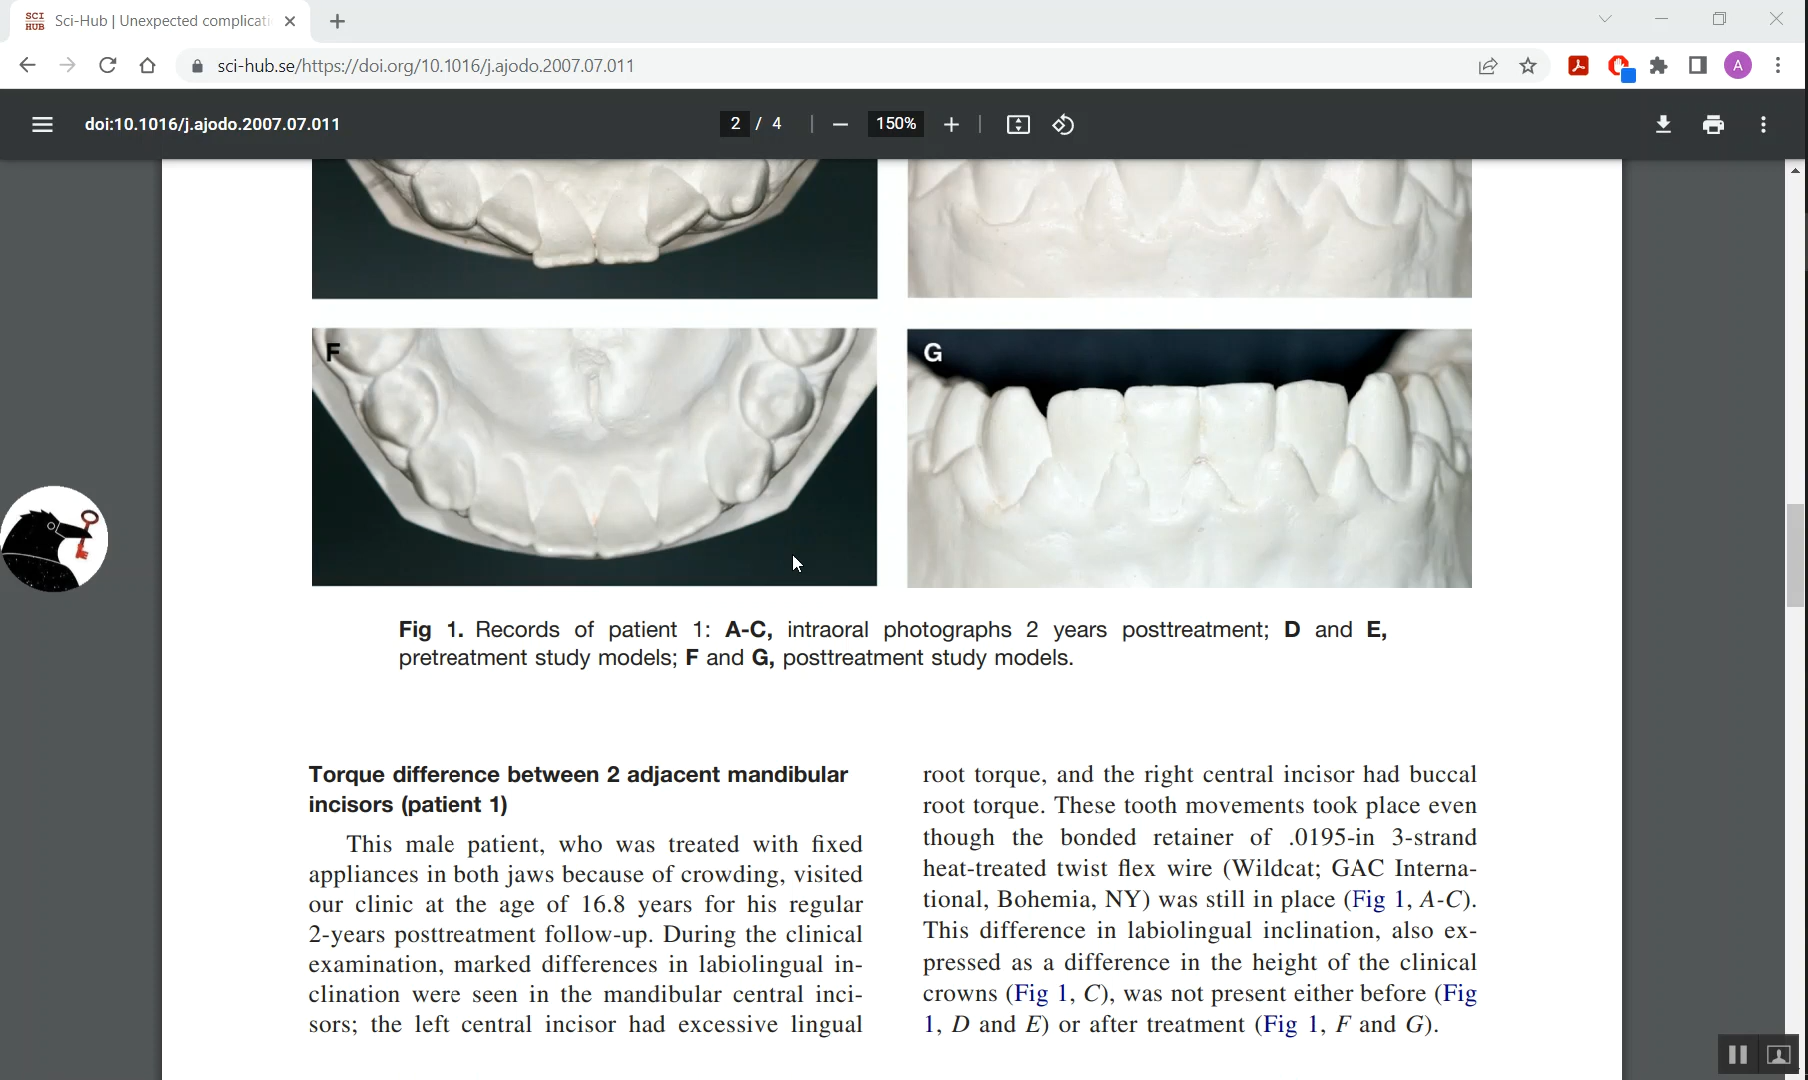 SCI
HUB
Sci-Hub | Unexpected complicati
sci-hub.se/https://doi.org/10.1016/j.ajodo.2007.07.011
A
doi:10.1016/j.ajodo.2007.07.011
2 / 4
150%
F
G
Fig 1. Records of patient 1: A-C, intraoral photographs 2 years posttreatment; D and E,
pretreatment study models; F and G, posttreatment study models.
Torque difference between 2 adjacent mandibular
incisors (patient 1)
This male patient, who was treated with fixed
appliances in both jaws because of crowding, visited
our clinic at the age of 16.8 years for his regular
2-years posttreatment follow-up. During the clinical
examination, marked differences in labiolingual in-
clination were seen in the mandibular central inci-
sors; the left central incisor had excessive lingual
root torque, and the right central incisor had buccal
root torque. These tooth movements took place even
though the bonded retainer of .0195-in 3-strand
heat-treated twist flex wire (Wildcat; GAC Interna-
tional, Bohemia, NY) was still in place (Fig 1, A-C).
This difference in labiolingual inclination, also ex-
pressed as a difference in the height of the clinical
crowns (Fig 1, C), was not present either before (Fig
1, D and E) or after treatment (Fig 1, F and G).